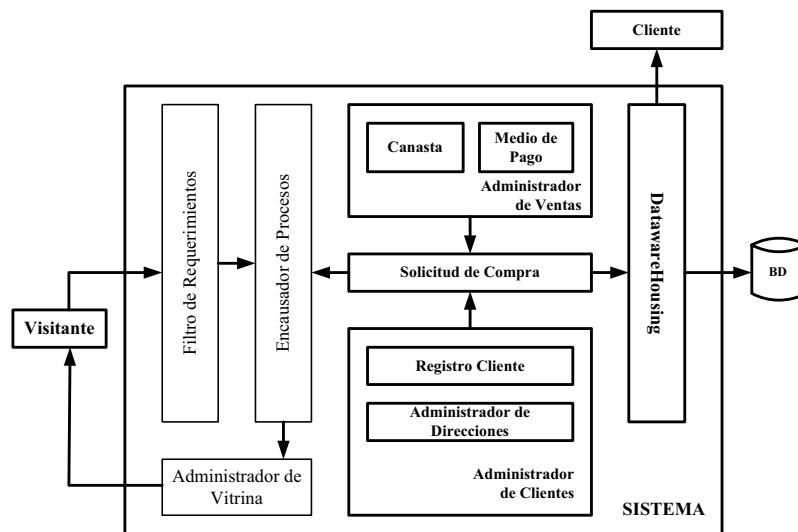 Cliente
Canasta
Medio de
Pago
Administrador
de Ventas
Filtro de Requerimientos
Encausador de Procesos
DatawareHousing
Solicitud de Compra
BD
Visitante
Registro Cliente
Administrador de
Direcciones
Administrador de
Vitrina
Administrador
de Clientes
SISTEMA